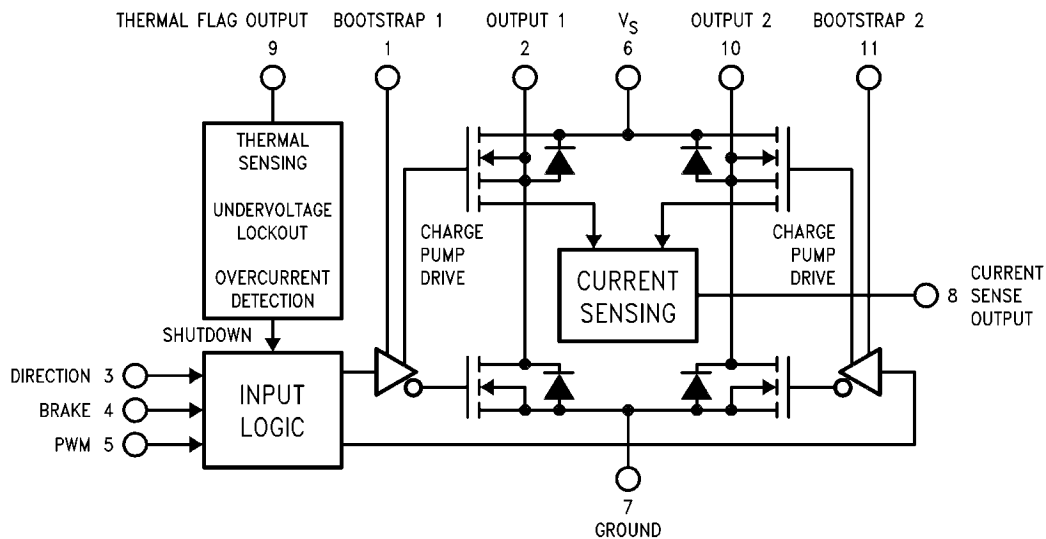 THERMAL FLAG OUTPUT
9
BOOTSTRAP 1
1
OUTPUT 1
2
VS
6
OUTPUT 2
10
BOOTSTRAP 2
11
THERMAL
SENSING
UNDERVOLTAGE
LOCKOUT
OVERCURRENT
DETECTION
CHARGE
PUMP
DRIVE
CURRENT
SENSING
CHARGE
PUMP
DRIVE
8
CURRENT
SENSE
OUTPUT
SHUTDOWN
DIRECTION 3
BRAKE 4
PWM 5
INPUT
LOGIC
7
GROUND